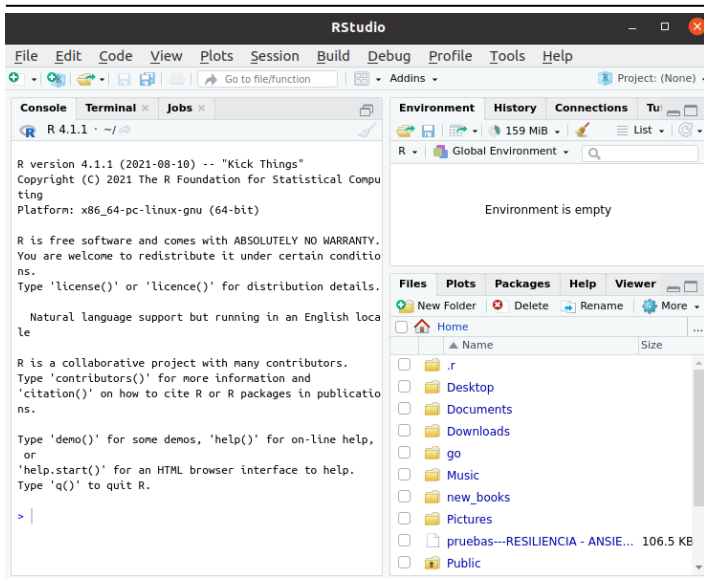 RStudio
File Edit Code View Plots Session Build Debug Profile Tools Help
Go to file/function Addins Project: (None)
Console Terminal Jobs
R 4.1.1 · ~/
R version 4.1.1 (2021-08-10) -- "Kick Things"
Copyright (C) 2021 The R Foundation for Statistical Compu
ting
Platform: x86_64-pc-linux-gnu (64-bit)
R is free software and comes with ABSOLUTELY NO WARRANTY.
You are welcome to redistribute it under certain conditio
ns.
Type 'license()' or 'licence()' for distribution details.
Natural language support but running in an English loca
le
R is a collaborative project with many contributors.
Type 'contributors()' for more information and
'citation()' on how to cite R or R packages in publicatio
ns.
Type 'demo()' for some demos, 'help()' for on-line help,
or
'help.start()' for an HTML browser interface to help.
Type 'q()' to quit R.
>
Environment History Connections
159 MiB List
R Global Environment
Environment is empty
Files Plots Packages Help Viewer
New Folder Delete Rename More
Home ...
Name Size
.r
Desktop
Documents
Downloads
go
Music
new_books
Pictures
pruebas---RESILIENCIA - ANSIE... 106.5 KB
Public